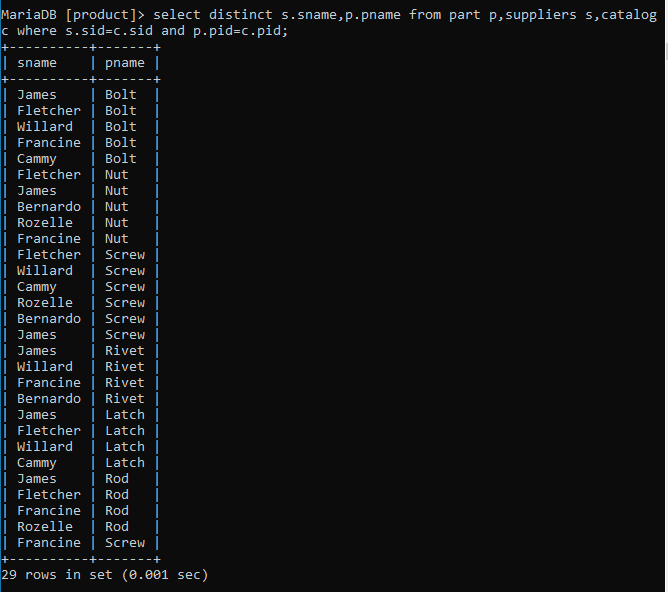 MariaDB [product]> select distinct s.sname,p.pname from part p,suppliers s,catalog
c where s.sid=c.sid and p.pid=c.pid;
+----------+-------+
| sname    | pname |
+----------+-------+
| James    | Bolt  |
| Fletcher | Bolt  |
| Willard  | Bolt  |
| Francine | Bolt  |
| Cammy    | Bolt  |
| Fletcher | Nut   |
| James    | Nut   |
| Bernardo | Nut   |
| Rozelle  | Nut   |
| Francine | Nut   |
| Fletcher | Screw |
| Willard  | Screw |
| Cammy    | Screw |
| Rozelle  | Screw |
| Bernardo | Screw |
| James    | Screw |
| James    | Rivet |
| Willard  | Rivet |
| Francine | Rivet |
| Bernardo | Rivet |
| James    | Latch |
| Fletcher | Latch |
| Willard  | Latch |
| Cammy    | Latch |
| James    | Rod   |
| Fletcher | Rod   |
| Francine | Rod   |
| Rozelle  | Rod   |
| Francine | Screw |
+----------+-------+
29 rows in set (0.001 sec)